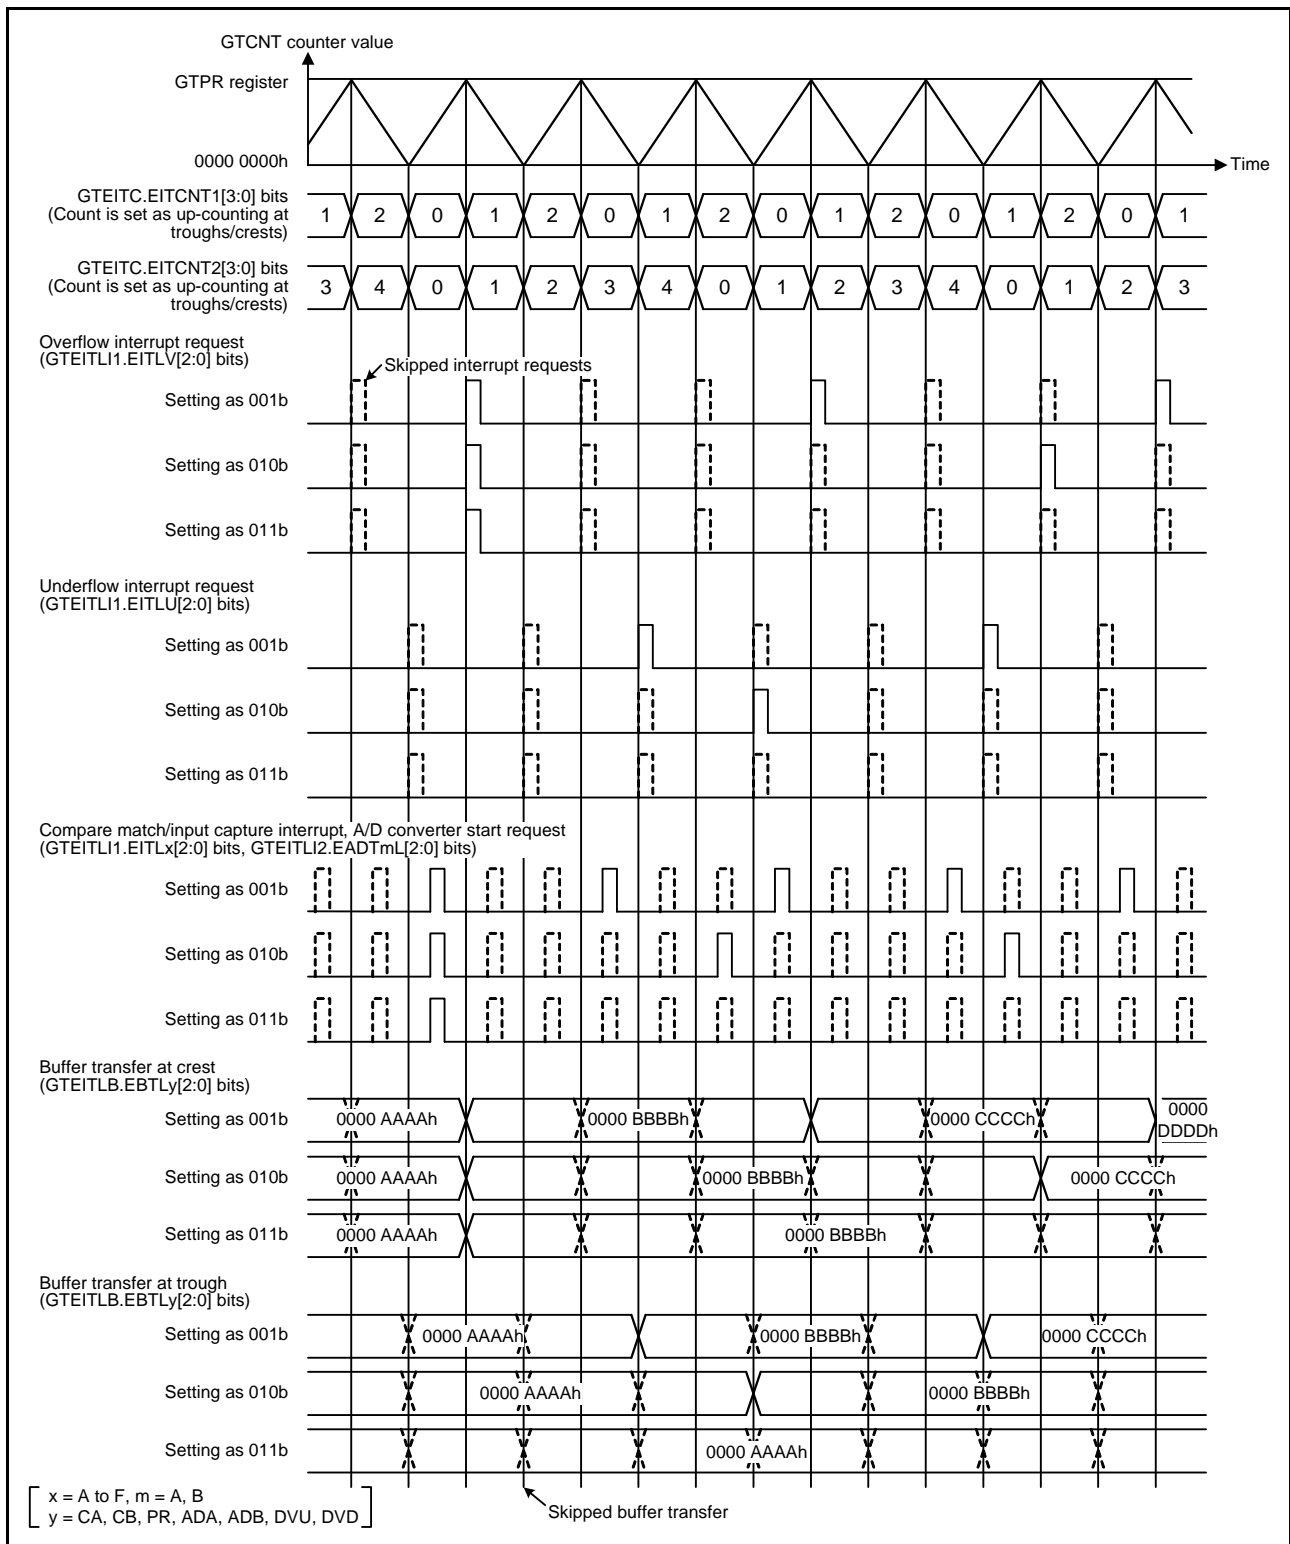 GTCNT counter value
GTPR register
0000 0000h
Time
GTEITC.EITCNT1[3:0] bits
(Count is set as up-counting at
troughs/crests)
1 2 0 1 2 0 1 2 0 1 2 0 1 2 0 1
GTEITC.EITCNT2[3:0] bits
(Count is set as up-counting at
troughs/crests)
3 4 0 1 2 3 4 0 1 2 3 4 0 1 2 3
Overflow interrupt request
(GTEITLI1.EITLV[2:0] bits)
Skipped interrupt requests
Setting as 001b
Setting as 010b
Setting as 011b
Underflow interrupt request
(GTEITLI1.EITLU[2:0] bits)
Setting as 001b
Setting as 010b
Setting as 011b
Compare match/input capture interrupt, A/D converter start request
(GTEITLI1.EITLx[2:0] bits, GTEITLI2.EADTmL[2:0] bits)
Setting as 001b
Setting as 010b
Setting as 011b
Buffer transfer at crest
(GTEITLB.EBTLy[2:0] bits)
Setting as 001b 0000 AAAAh 0000 BBBBh 0000 CCCCh 0000
DDDDh
Setting as 010b 0000 AAAAh 0000 BBBBh 0000 CCCCh
Setting as 011b 0000 AAAAh 0000 BBBBh
Buffer transfer at trough
(GTEITLB.EBTLy[2:0] bits)
Setting as 001b 0000 AAAAh 0000 BBBBh 0000 CCCCh
Setting as 010b 0000 AAAAh 0000 BBBBh
Setting as 011b 0000 AAAAh
x = A to F, m = A, B
y = CA, CB, PR, ADA, ADB, DVU, DVD
Skipped buffer transfer